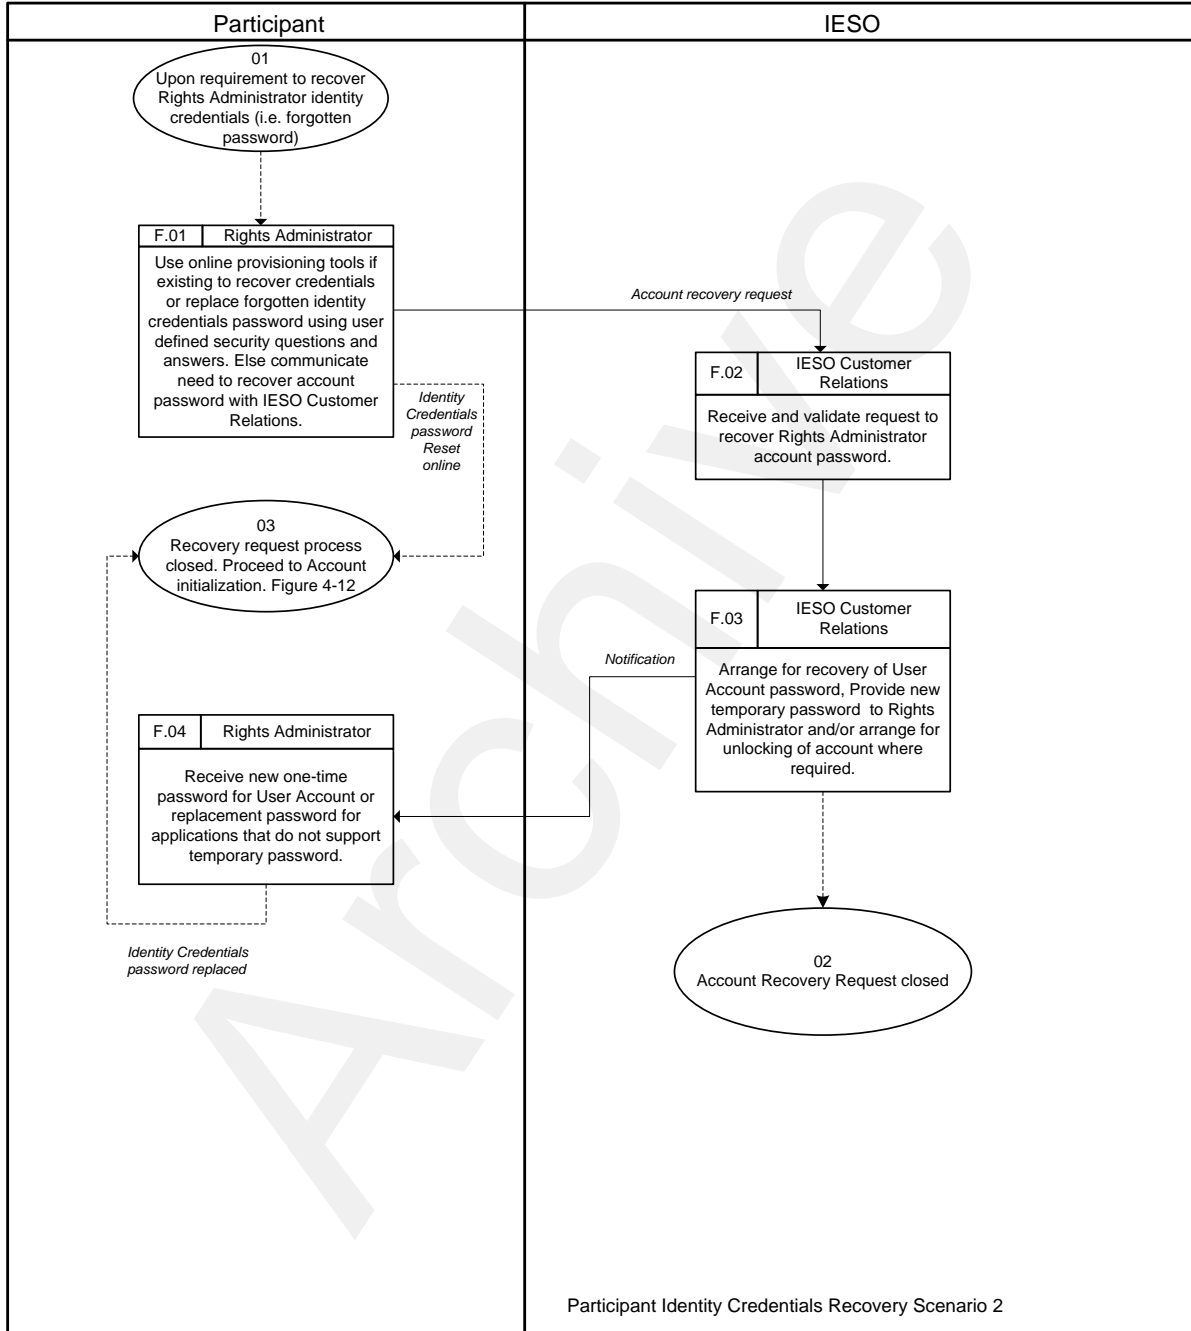 Participant
IESO
01
Upon requirement to recover
Rights Administrator identity
credentials (i.e. forgotten
password)
F.01
Rights Administrator
Use online provisioning tools if
existing to recover credentials
or replace forgotten identity
credentials password using user
defined security questions and
answers. Else communicate
need to recover account
password with IESO Customer
Relations.
Account recovery request
F.02
IESO Customer
Relations
Receive and validate request to
recover Rights Administrator
account password.
Identity
Credentials
password
Reset
online
03
Recovery request process
closed. Proceed to Account
initialization. Figure 4-12
F.03
IESO Customer
Relations
Arrange for recovery of User
Account password, Provide new
temporary password  to Rights
Administrator and/or arrange for
unlocking of account where
required.
Notification
F.04
Rights Administrator
Receive new one-time
password for User Account or
replacement password for
applications that do not support
temporary password.
Identity Credentials
password replaced
02
Account Recovery Request closed
Participant Identity Credentials Recovery Scenario 2
Archive